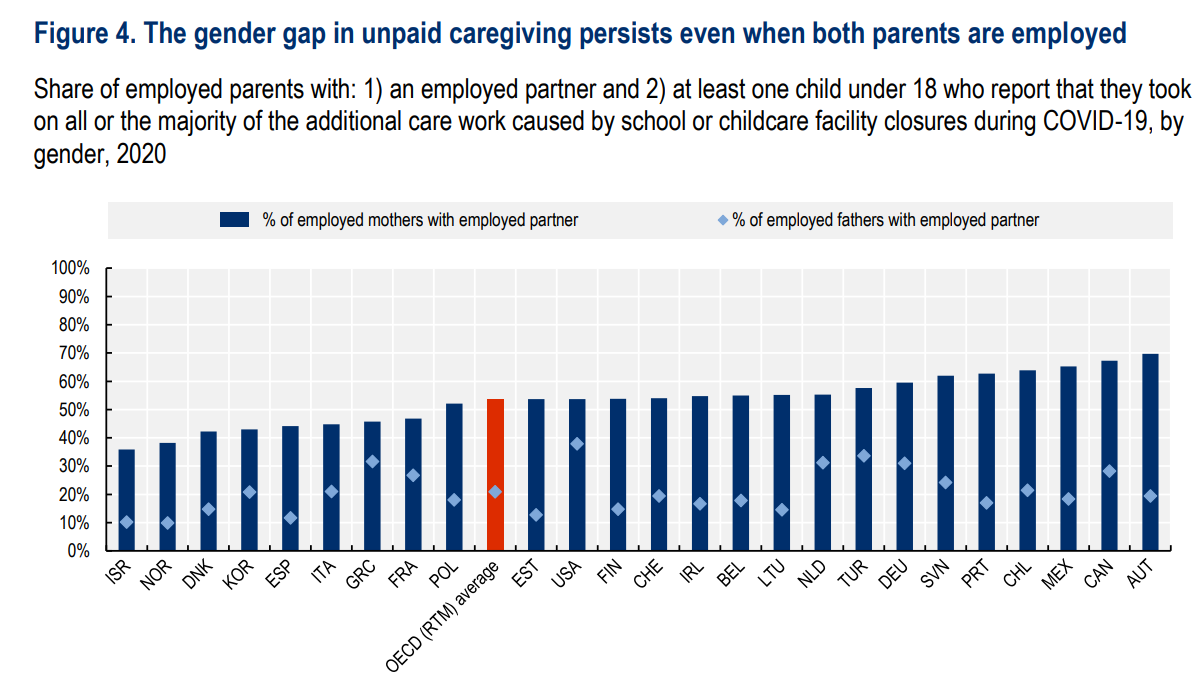 Figure 4. The gender gap in unpaid caregiving persists even when both parents are employed
Share of employed parents with: 1) an employed partner and 2) at least one child under 18 who report that they took
on all or the majority of the additional care work caused by school or childcare facility closures during COVID-19, by
gender, 2020
% of employed mothers with employed partner
% of employed fathers with employed partner
100%
90%
80%
70%
60%
50%
40%
30%
20%
10%
0%
ISR
NOR
DNK
KOR
ESP
ITA
GRC
FRA
POL
OECD (RTM) average
EST
USA
FIN
CHE
IRL
BEL
LTU
NLD
TUR
DEU
SVN
PRT
CHL
MEX
CAN
AUT